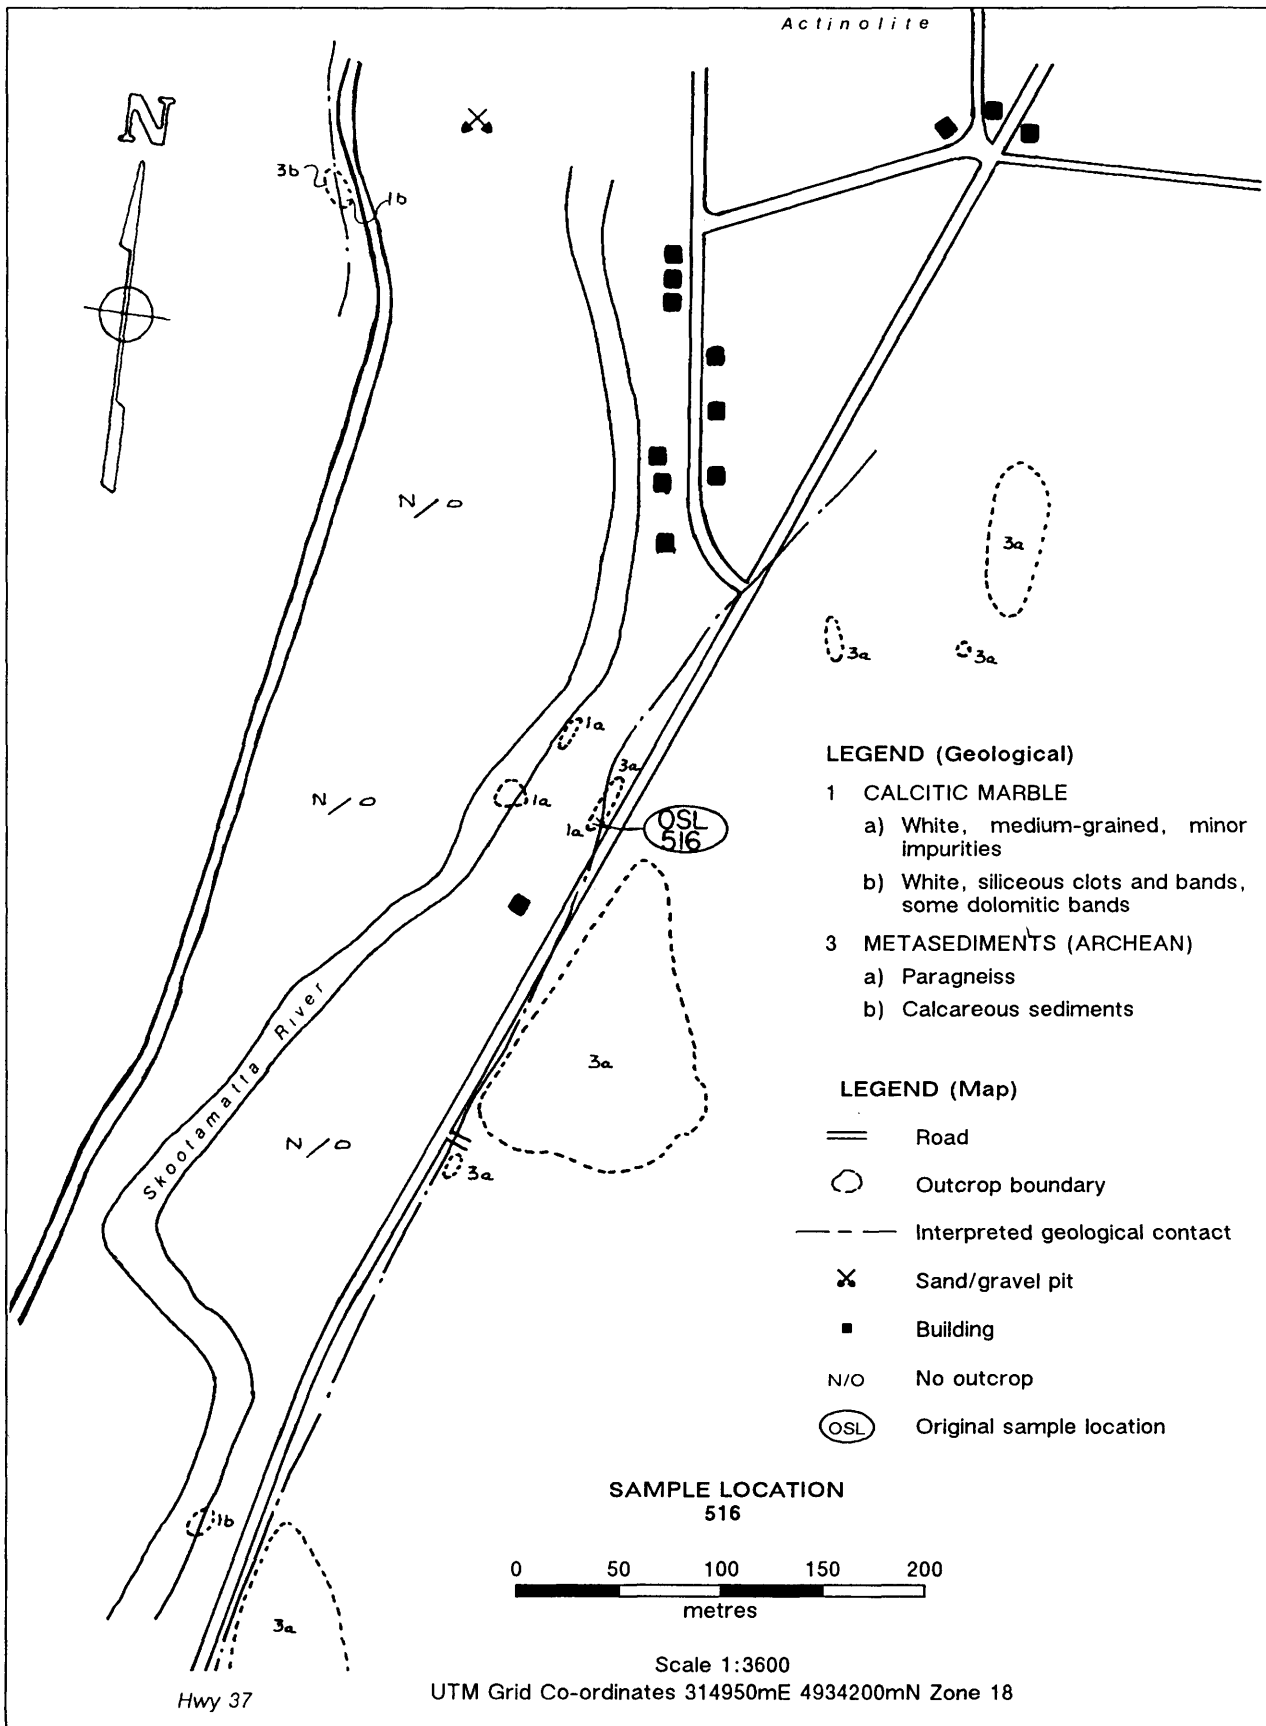 Actinolite
N
3b
1b
N/O
3a
3a
3a
1a
3a
1a
1a
N/O
OSL
516
3a
Skootamatta River
N/O
3a
1b
3a
Hwy 37
LEGEND (Geological)
1 CALCITIC MARBLE
a) White, medium-grained, minor
impurities
b) White, siliceous clots and bands,
some dolomitic bands
3 METASEDIMENTS (ARCHEAN)
a) Paragneiss
b) Calcareous sediments
LEGEND (Map)
Road
Outcrop boundary
Interpreted geological contact
Sand/gravel pit
Building
N/O No outcrop
OSL Original sample location
SAMPLE LOCATION
516
0 50 100 150 200
metres
Scale 1:3600
UTM Grid Co-ordinates 314950mE 4934200mN Zone 18